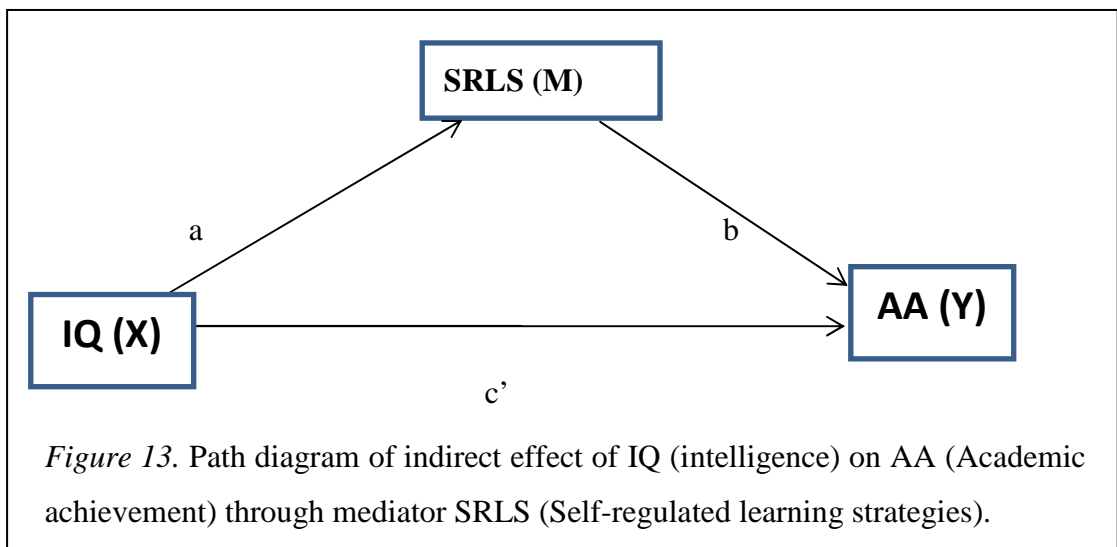 SRLS (M)
a
b
IQ (X)
AA (Y)
c’
Figure 13. Path diagram of indirect effect of IQ (intelligence) on AA (Academic
achievement) through mediator SRLS (Self-regulated learning strategies).